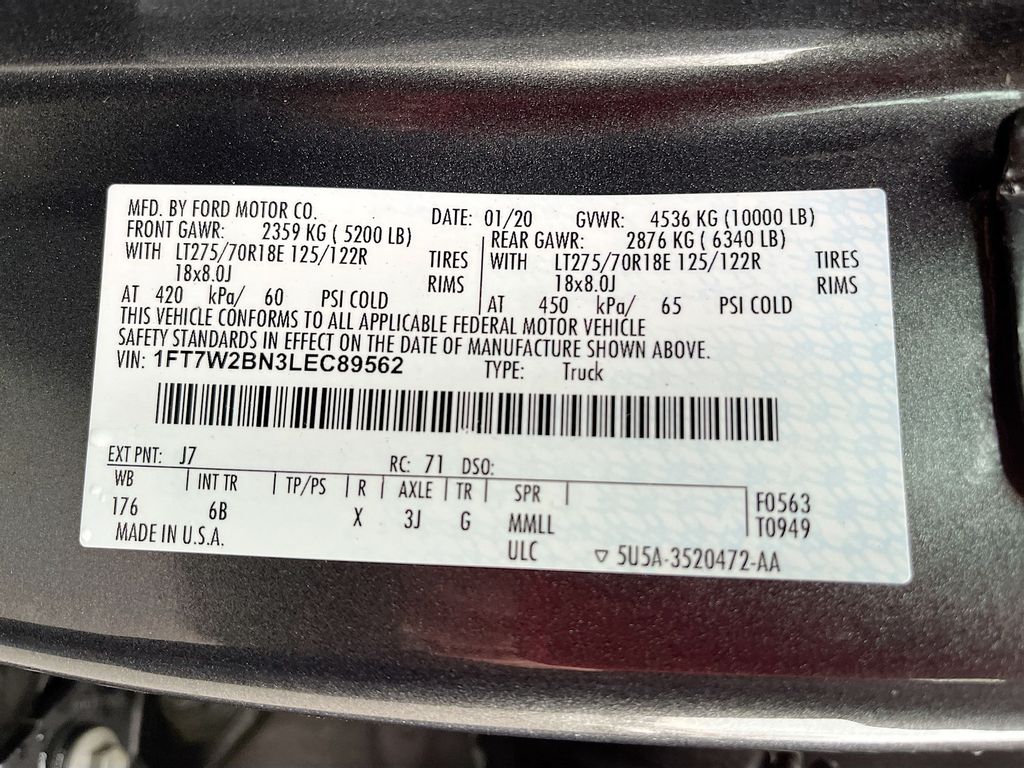 MFD. BY FORD MOTOR CO. DATE: 01/20 GVWR: 4536 KG (10000 LB)
FRONT GAWR: 2359 KG ( 5200 LB) REAR GAWR: 2876 KG ( 6340 LB)
WITH LT275/70R18E 125/122R TIRES WITH LT275/70R18E 125/122R TIRES
18x8.0J RIMS 18x8.0J RIMS
AT 420 kPa/ 60 PSI COLD AT 450 kPa/ 65 PSI COLD
THIS VEHICLE CONFORMS TO ALL APPLICABLE FEDERAL MOTOR VEHICLE
SAFETY STANDARDS IN EFFECT ON THE DATE OF MANUFACTURE SHOWN ABOVE.
VIN: 1FT7W2BN3LEC89562 TYPE: Truck
EXT PNT: J7 RC: 71 DSO:
WB INT TR TP/PS R AXLE TR SPR F0563
176 6B X 3J G MMLL T0949
MADE IN U.S.A. ULC ▽ 5U5A-3520472-AA